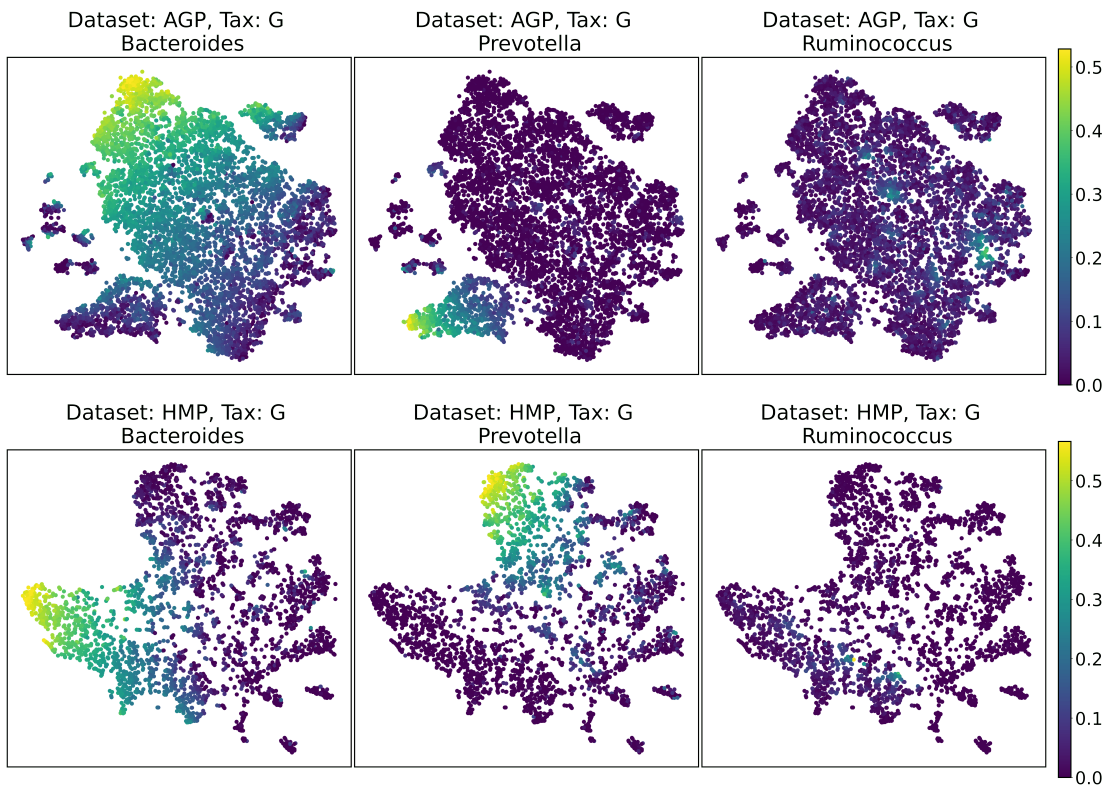 Dataset: AGP, Tax: G
Bacteroides
Dataset: AGP, Tax: G
Prevotella
Dataset: AGP, Tax: G
Ruminococcus
0.5
0.4
0.3
0.2
0.1
0.0
Dataset: HMP, Tax: G
Bacteroides
Dataset: HMP, Tax: G
Prevotella
Dataset: HMP, Tax: G
Ruminococcus
0.5
0.4
0.3
0.2
0.1
0.0